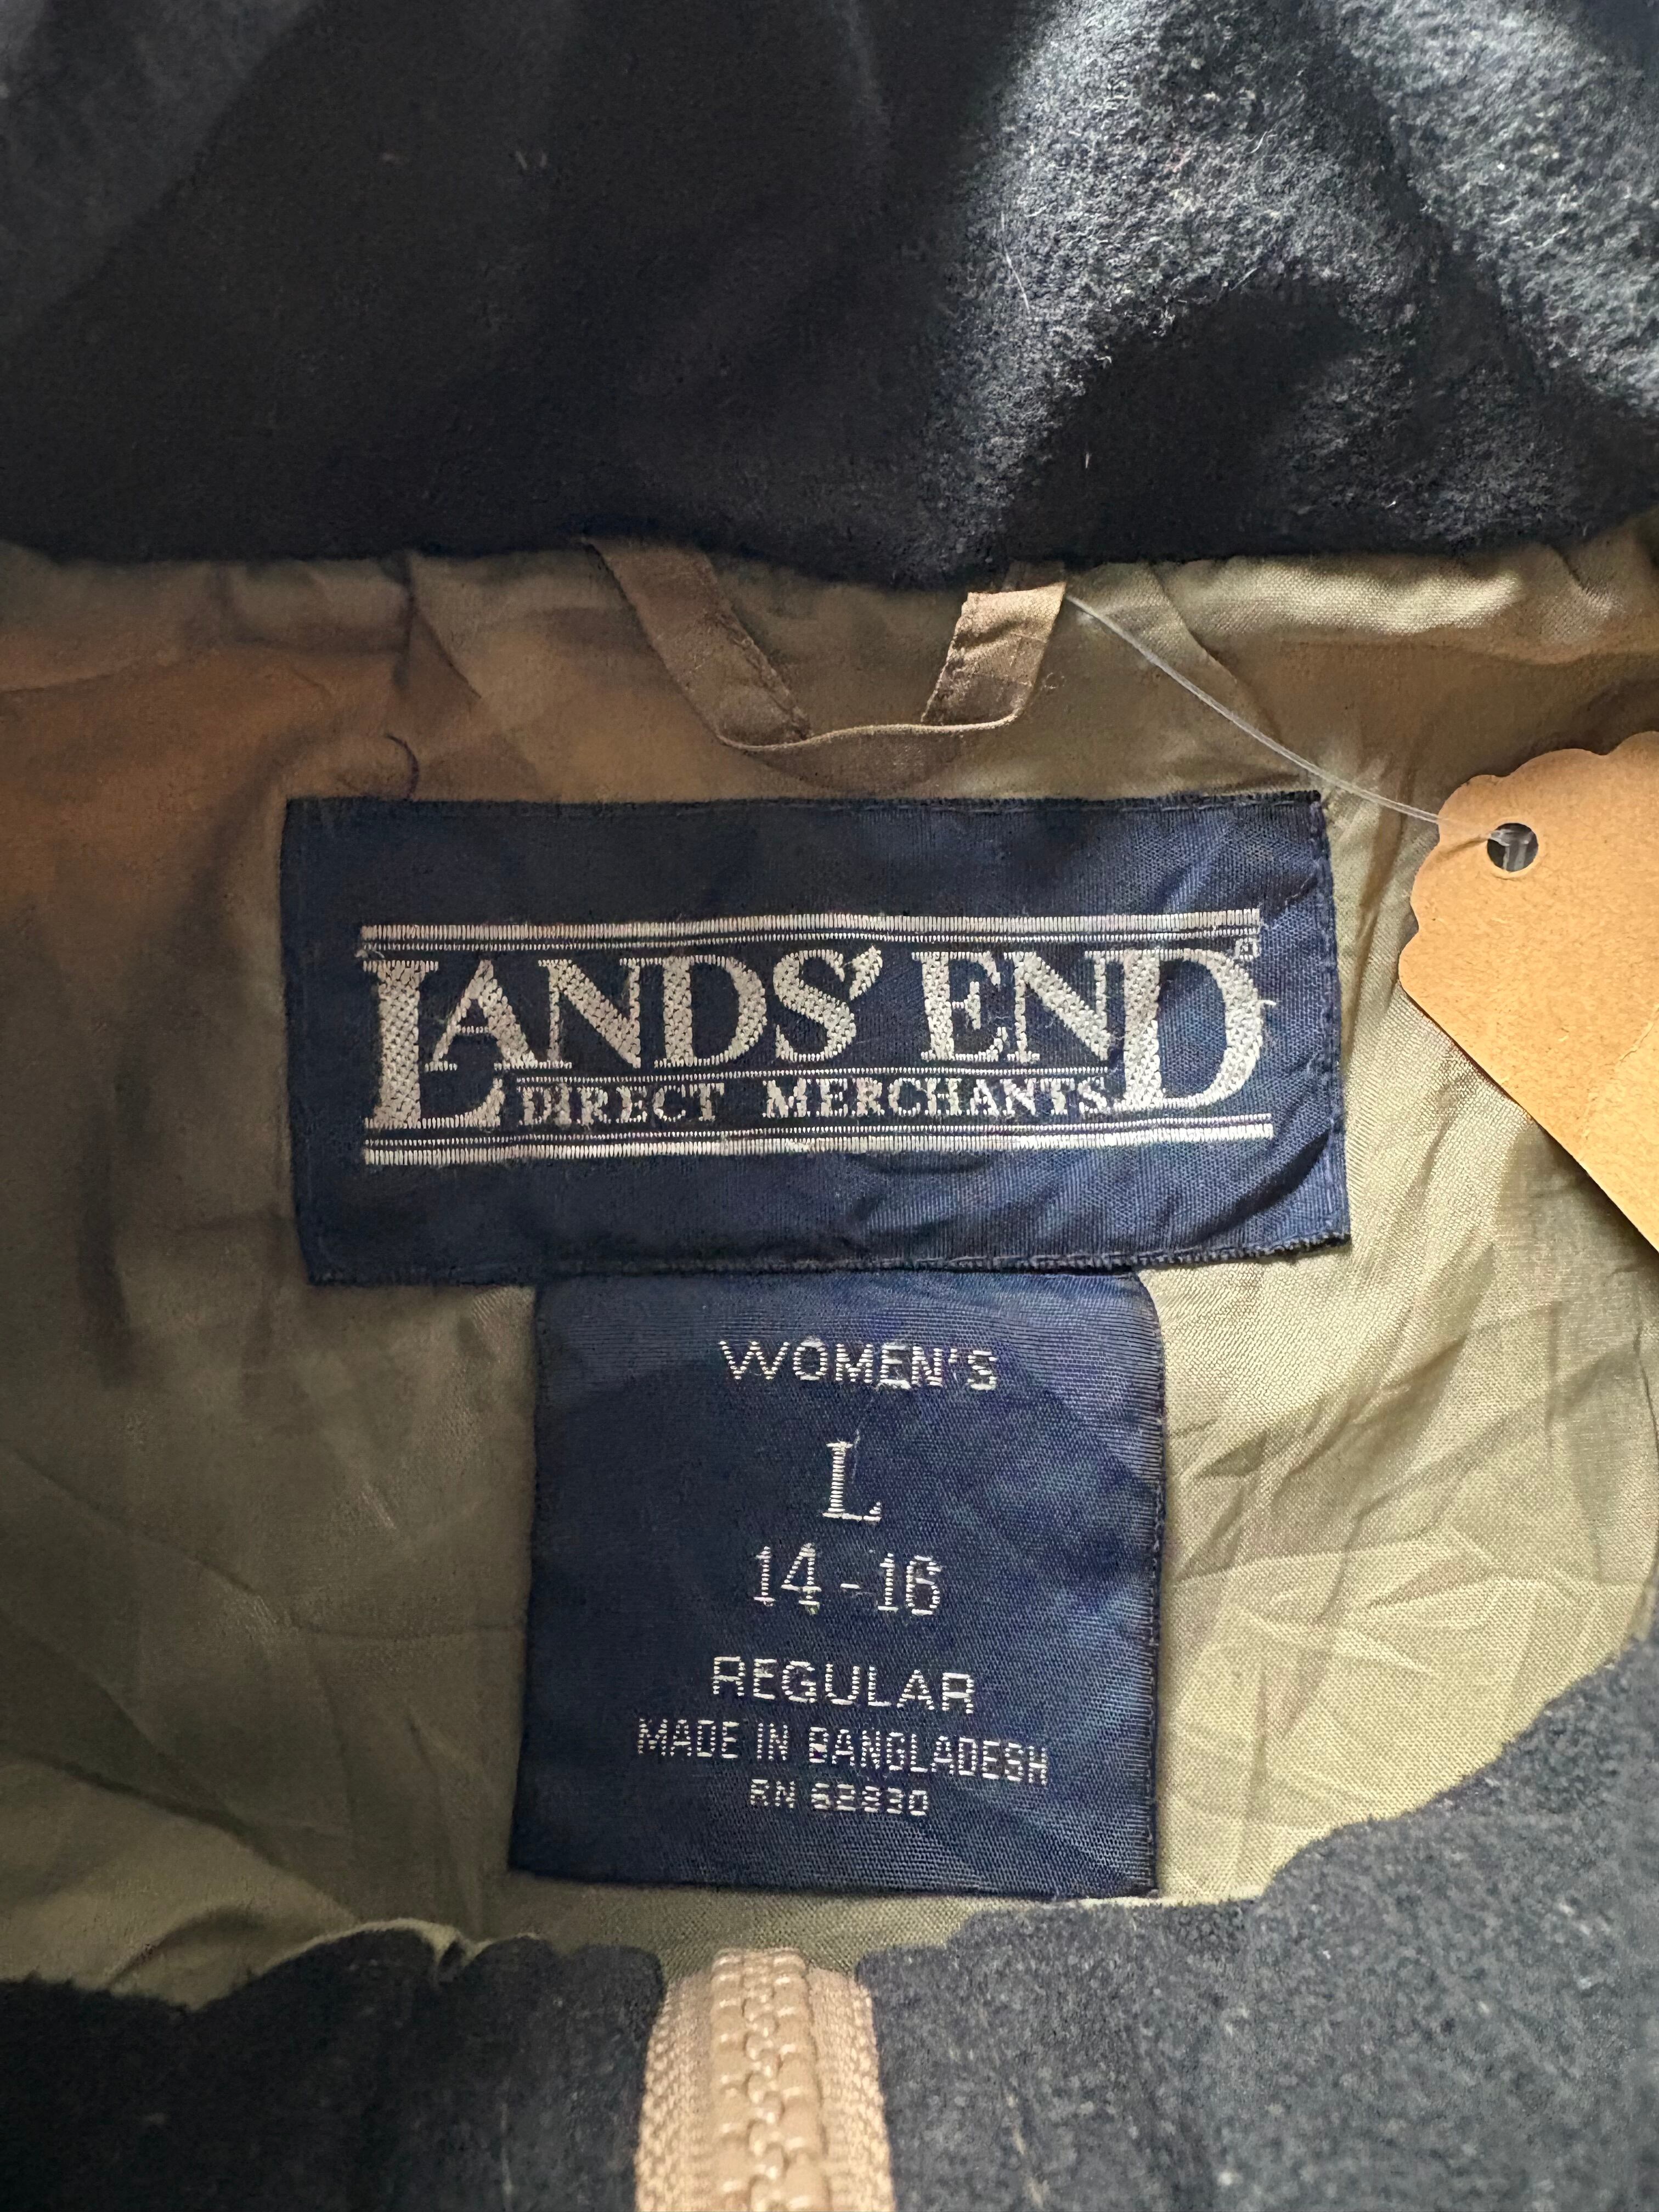 LANDS' END®
DIRECT MERCHANTS
WOMEN'S
L
14-16
REGULAR
MADE IN BANGLADESH
RN 62830